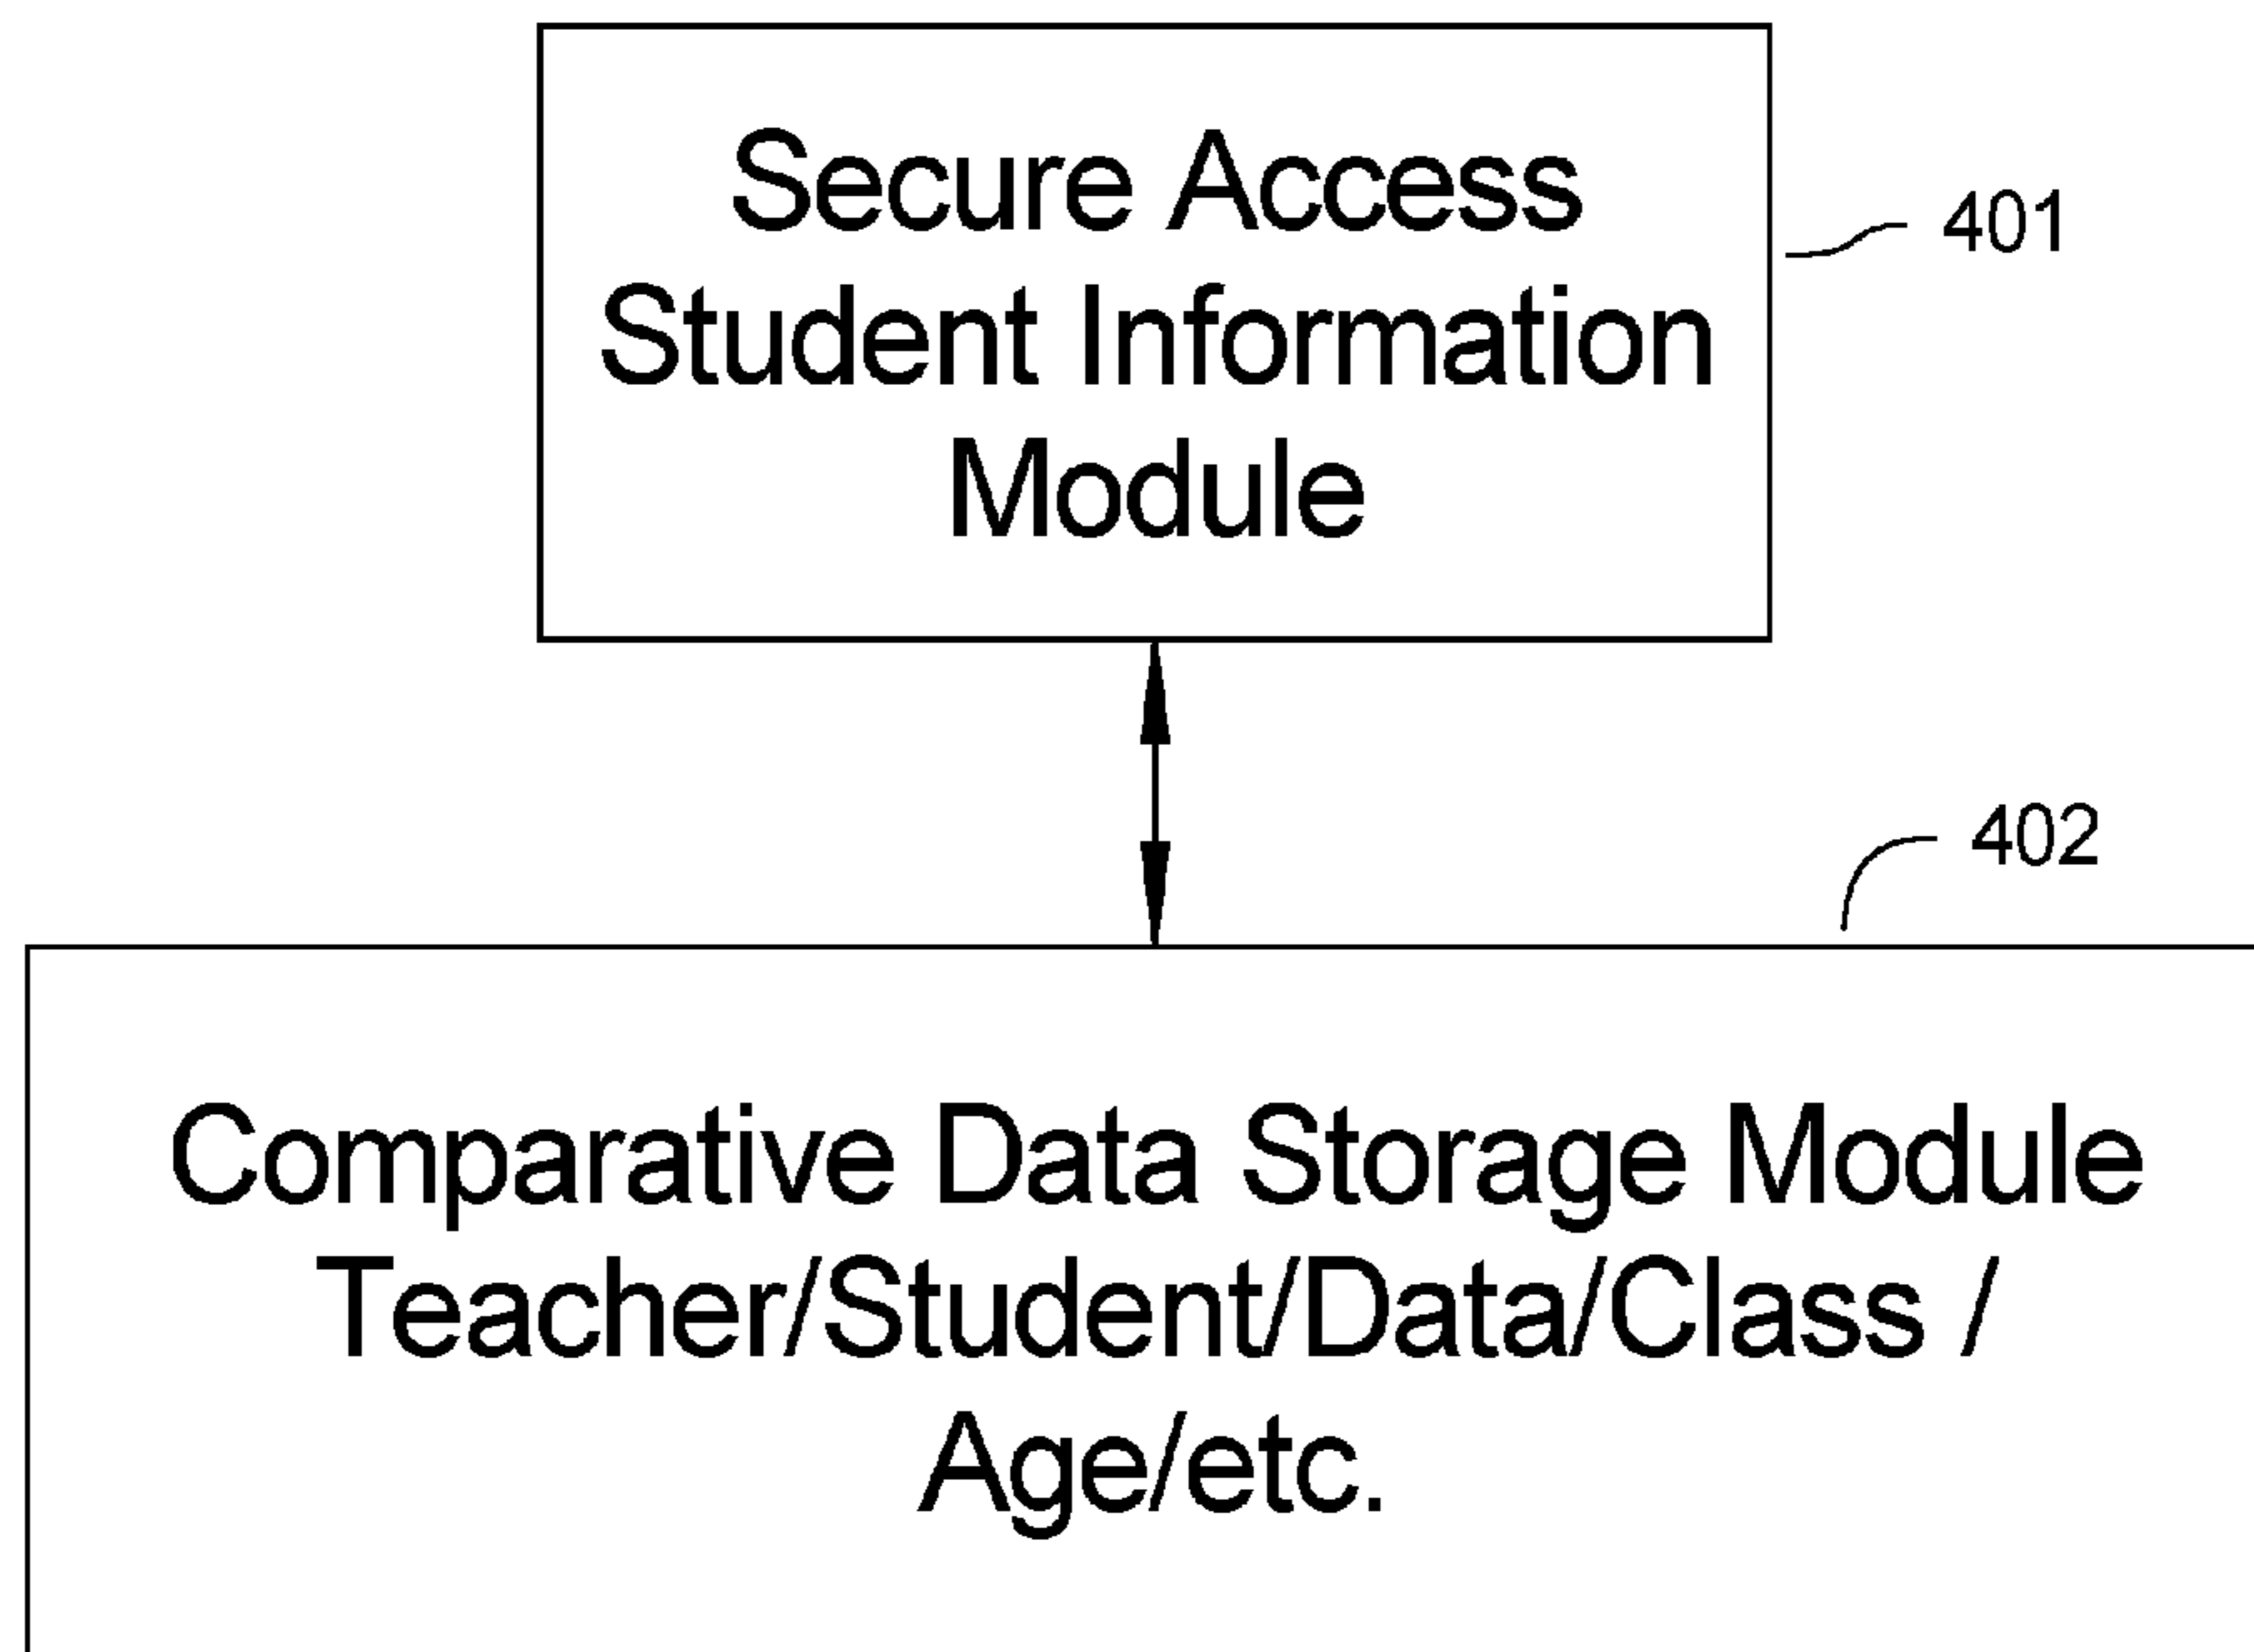 Secure Access
Student Information
Module
401
402
Comparative Data Storage Module
Teacher/Student/Data/Class /
Age/etc.